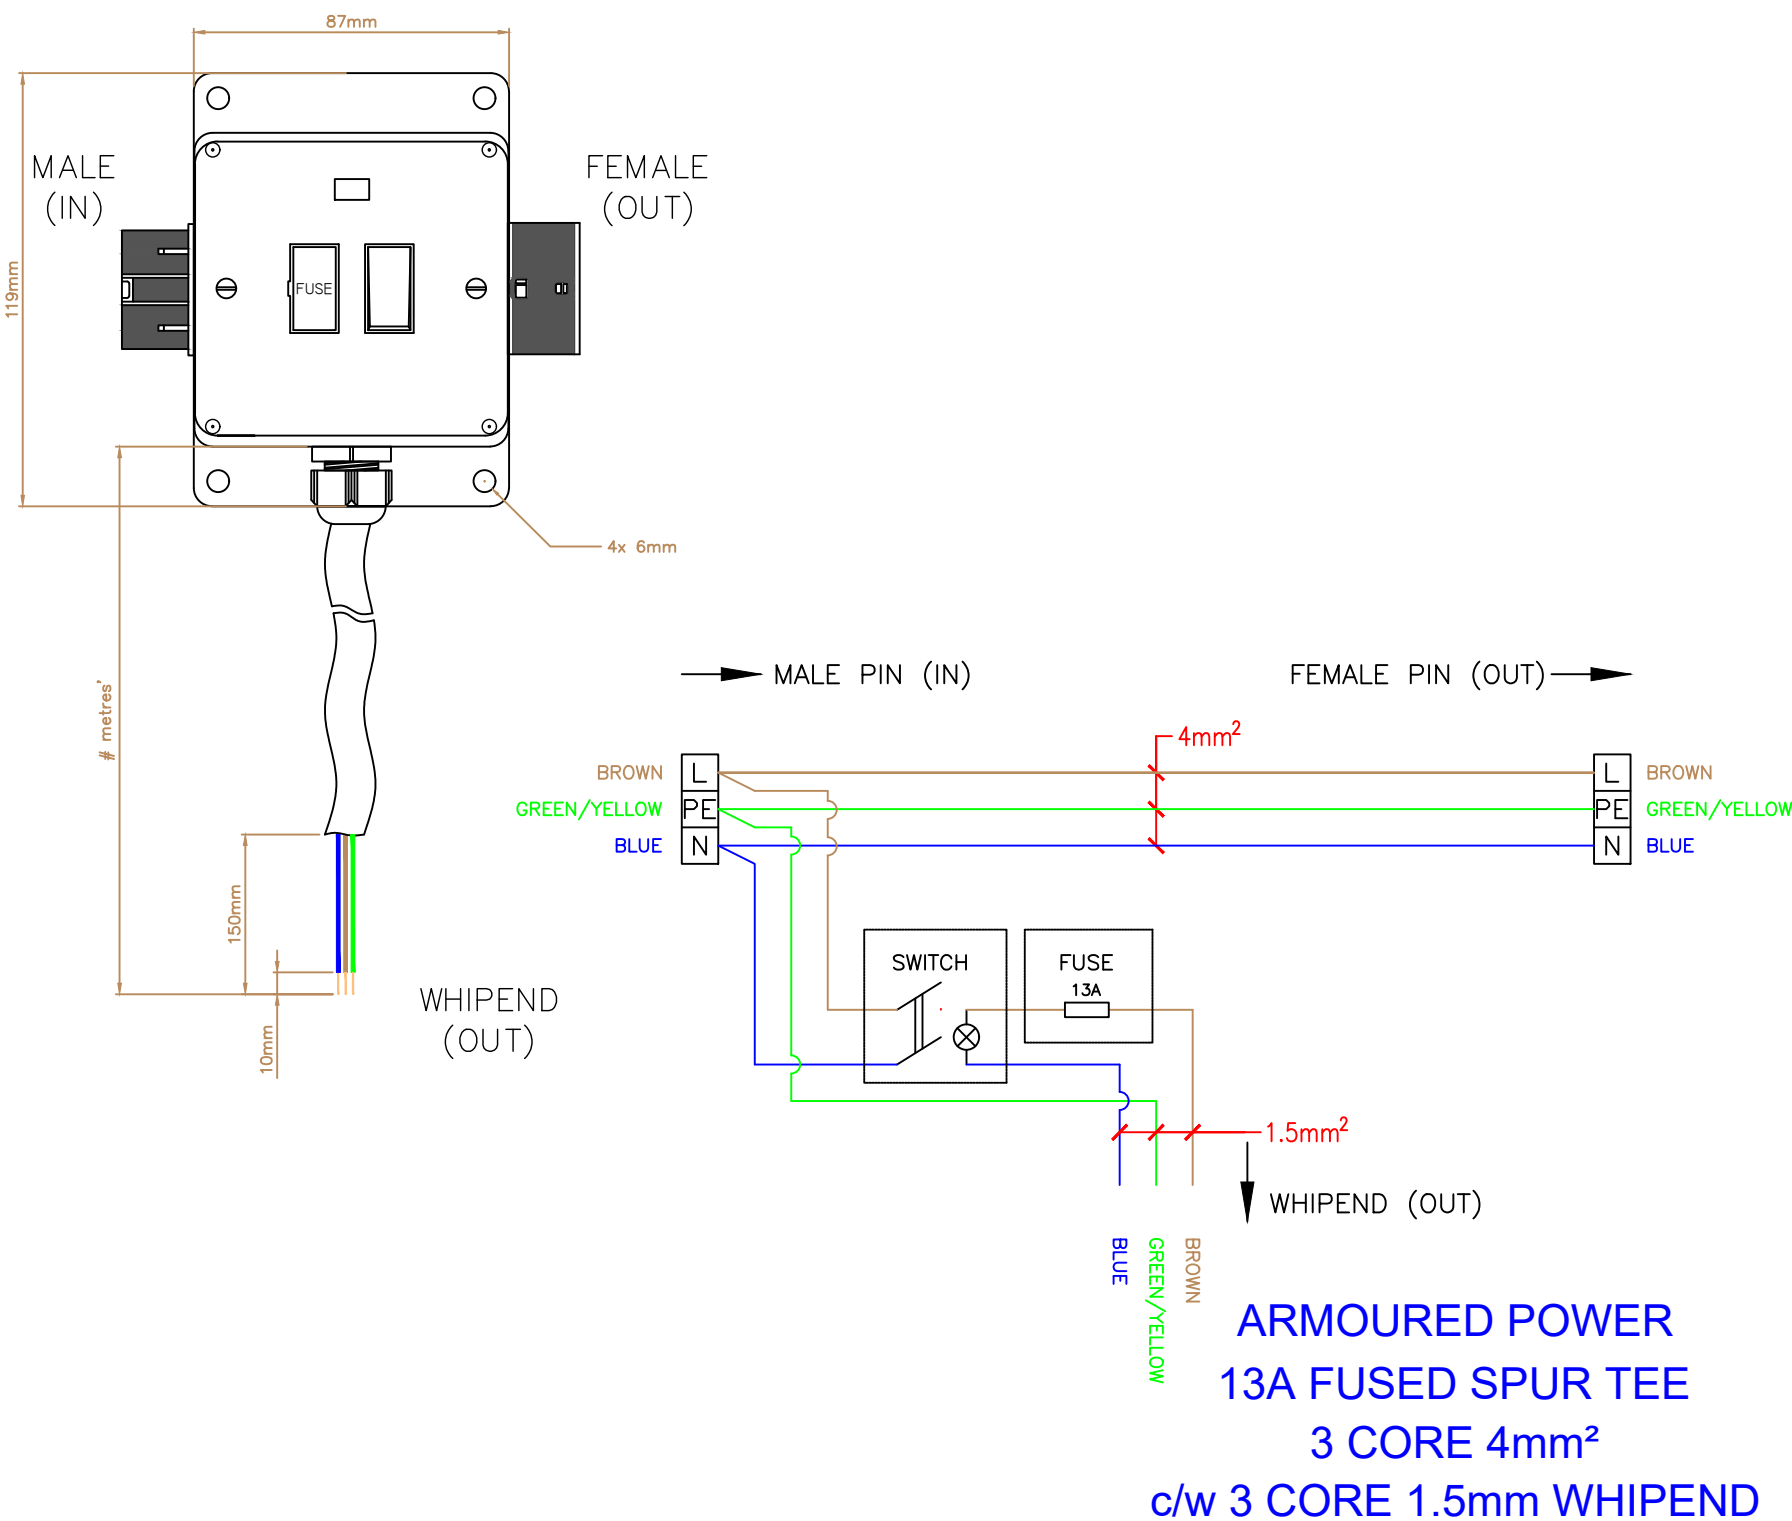 87mm
MALE
(IN)
FEMALE
(OUT)
119mm
FUSE
4x 6mm
# metres'
150mm
10mm
WHIPEND
(OUT)
MALE PIN (IN)
FEMALE PIN (OUT)
4mm²
BROWN
L
L
BROWN
GREEN/YELLOW
PE
PE
GREEN/YELLOW
BLUE
N
N
BLUE
SWITCH
FUSE
13A
1.5mm²
WHIPEND (OUT)
BLUE
GREEN/YELLOW
BROWN
ARMOURED POWER
13A FUSED SPUR TEE
3 CORE 4mm²
c/w 3 CORE 1.5mm WHIPEND